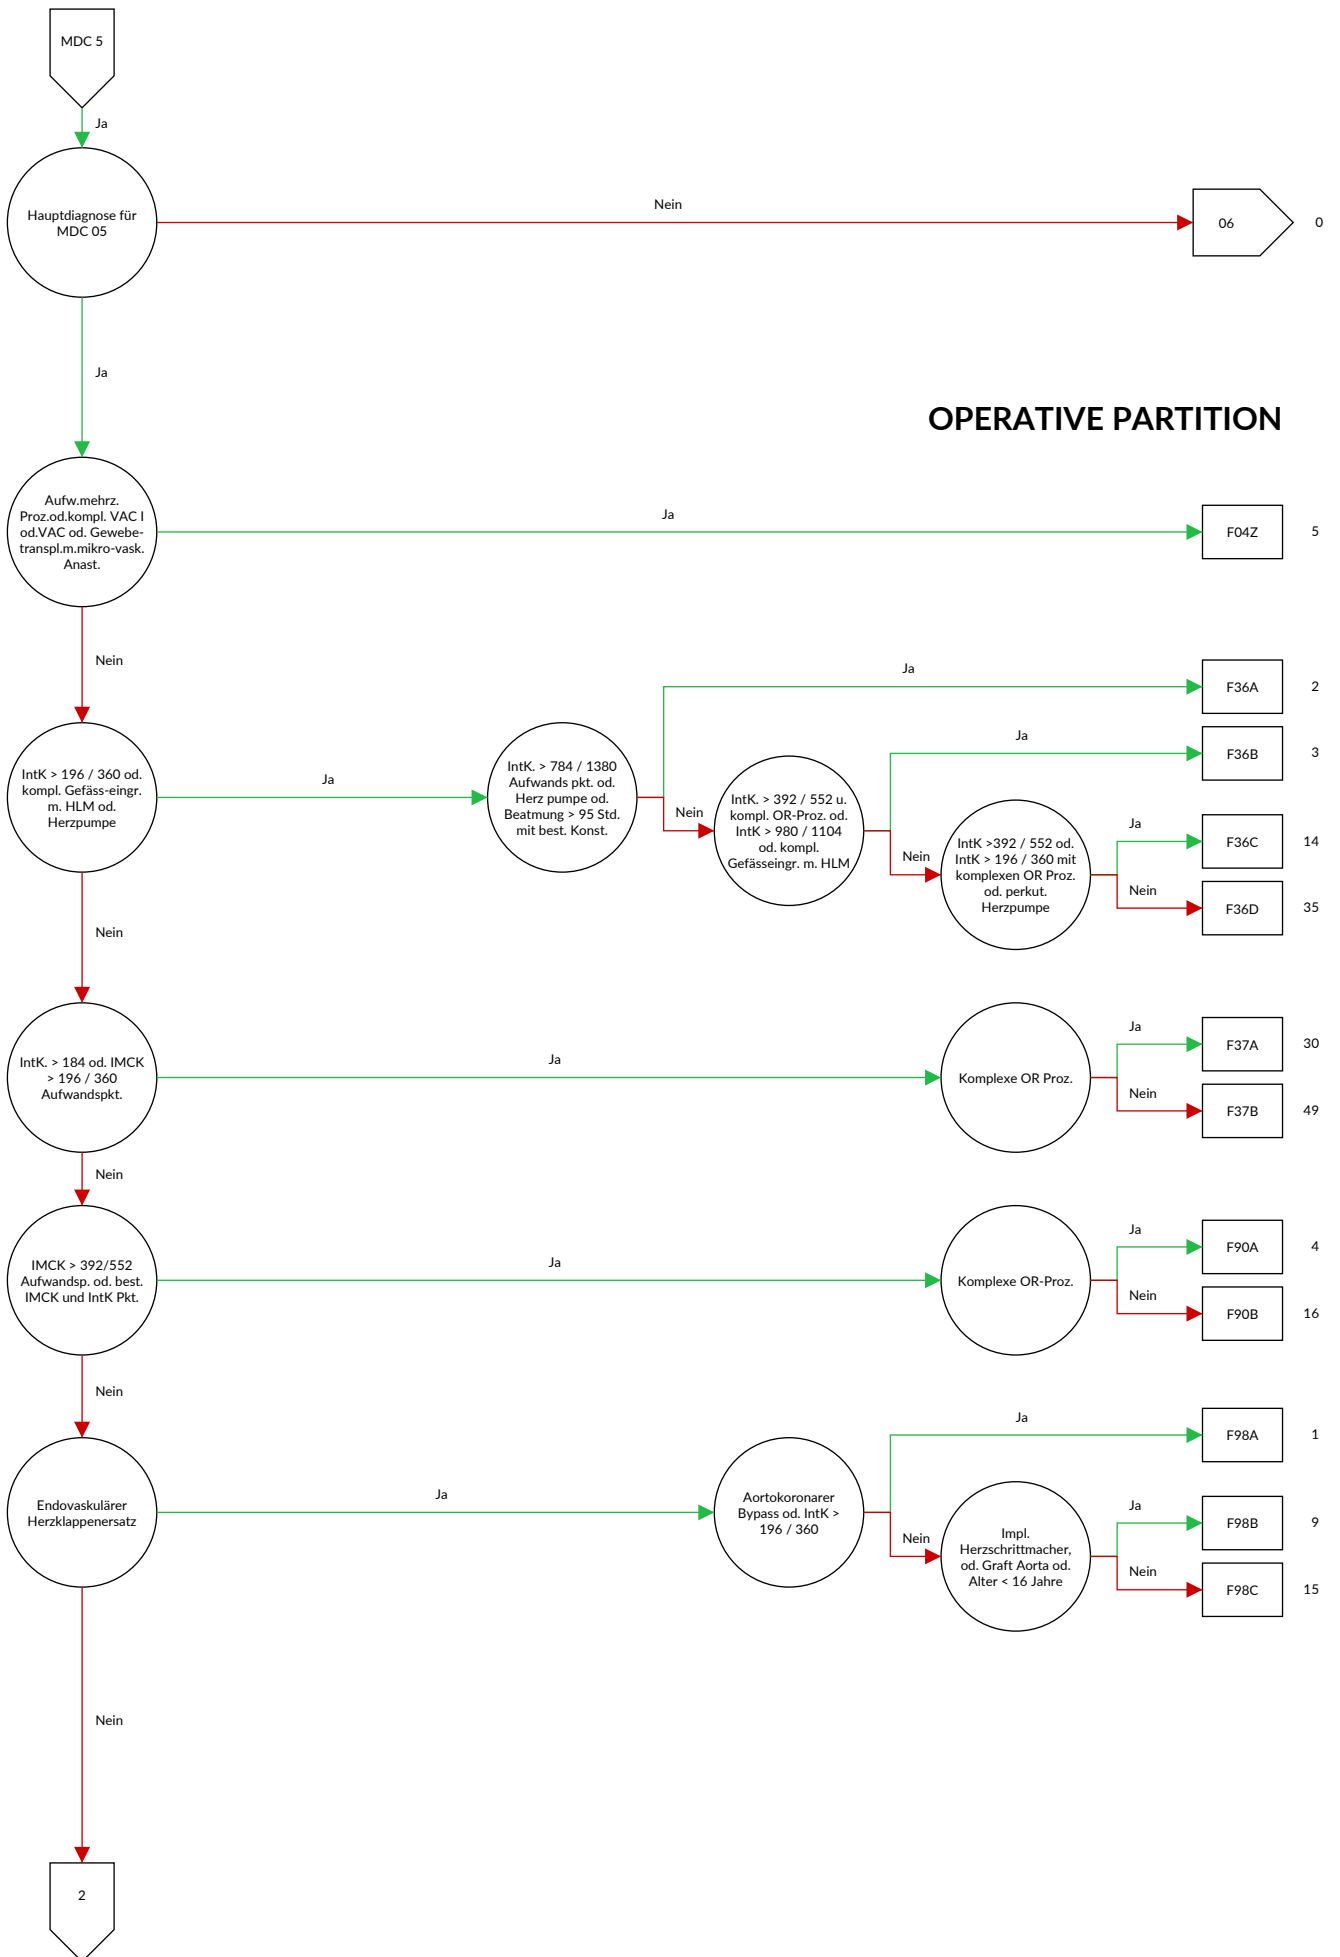 MDC 5
Ja
Hauptdiagnose für
MDC 05
Nein
06
0
Ja
OPERATIVE PARTITION
Aufw.mehrz.
Proz.od.kompl. VAC I
od.VAC od. Gewebe-
transpl.m.mikro-vask.
Anast.
Ja
F04Z
5
Nein
IntK > 196 / 360 od.
kompl. Gefäss-eingr.
m. HLM od.
Herzpumpe
Ja
IntK. > 784 / 1380
Aufwands pkt. od.
Herz pumpe od.
Beatmung > 95 Std.
mit best. Konst.
Ja
F36A
2
Nein
IntK. > 392 / 552 u.
kompl. OR-Proz. od.
IntK > 980 / 1104
od. kompl.
Gefässeingr. m. HLM
Ja
F36B
3
Nein
IntK >392 / 552 od.
IntK > 196 / 360 mit
komplexen OR Proz.
od. perkut.
Herzpumpe
Ja
F36C
14
Nein
F36D
35
Nein
IntK. > 184 od. IMCK
> 196 / 360
Aufwandspkt.
Ja
Komplexe OR Proz.
Ja
F37A
30
Nein
F37B
49
Nein
IMCK > 392/552
Aufwandsp. od. best.
IMCK und IntK Pkt.
Ja
Komplexe OR-Proz.
Ja
F90A
4
Nein
F90B
16
Nein
Endovaskulärer
Herzklappenersatz
Ja
Aortokoronarer
Bypass od. IntK >
196 / 360
Ja
F98A
1
Nein
Impl.
Herzschrittmacher,
od. Graft Aorta od.
Alter < 16 Jahre
Ja
F98B
9
Nein
F98C
15
Nein
2